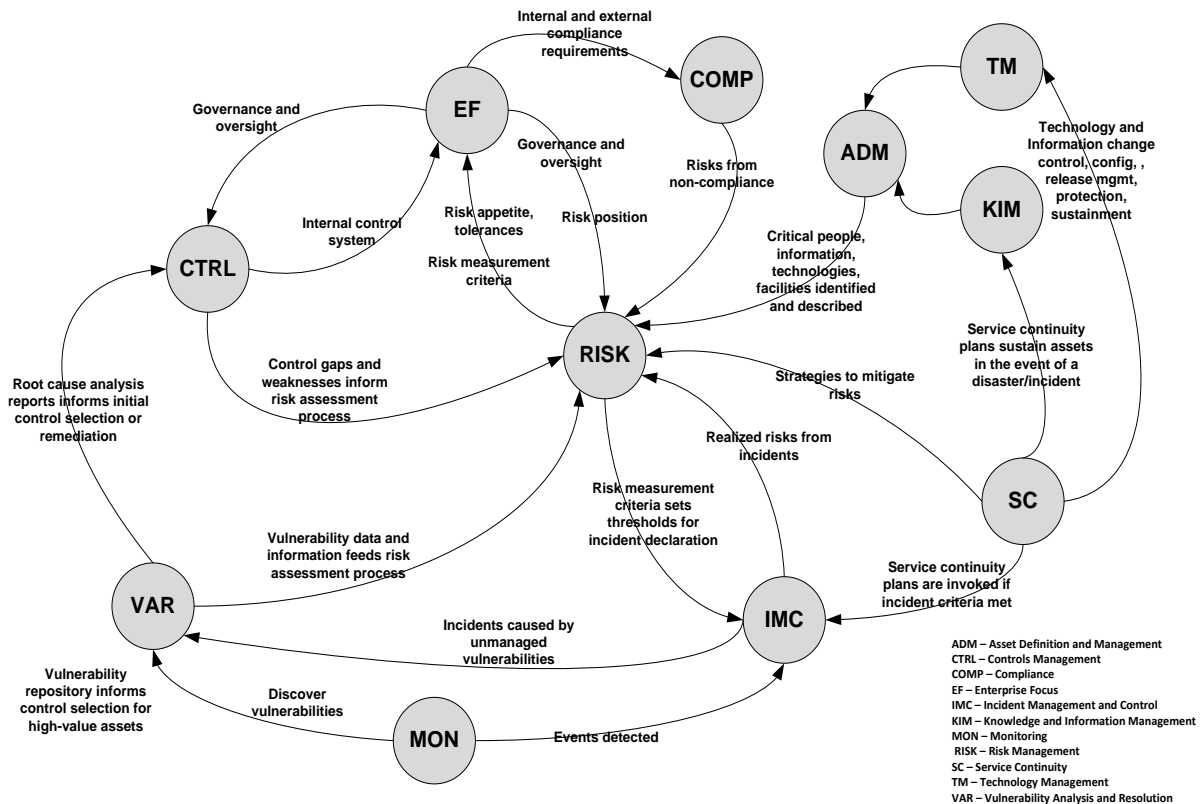 Internal and external
compliance
requirements
COMP
TM
EF
Governance and
oversight
Governance and
oversight
Risks from
non-compliance
ADM
Technology and
Information change
control, config, ,
release mgmt,
protection,
sustainment
KIM
Internal control
system
Risk appetite,
tolerances
Risk position
Risk measurement
criteria
CTRL
Critical people,
information,
technologies,
facilities identified
and described
RISK
Control gaps and
weaknesses inform
risk assessment
process
Root cause analysis
reports informs initial
control selection or
remediation
Strategies to mitigate
risks
Service continuity
plans sustain assets
in the event of a
disaster/incident
Realized risks from
incidents
SC
Risk measurement
criteria sets
thresholds for
incident declaration
Vulnerability data and
information feeds risk
assessment process
Service continuity
plans are invoked if
incident criteria met
VAR
IMC
Incidents caused by
unmanaged
vulnerabilities
Vulnerability
repository informs
control selection for
high-value assets
Discover
vulnerabilities
MON
Events detected
ADM – Asset Definition and Management
CTRL – Controls Management
COMP – Compliance
EF – Enterprise Focus
IMC – Incident Management and Control
KIM – Knowledge and Information Management
MON – Monitoring
RISK – Risk Management
SC – Service Continuity
TM – Technology Management
VAR – Vulnerability Analysis and Resolution